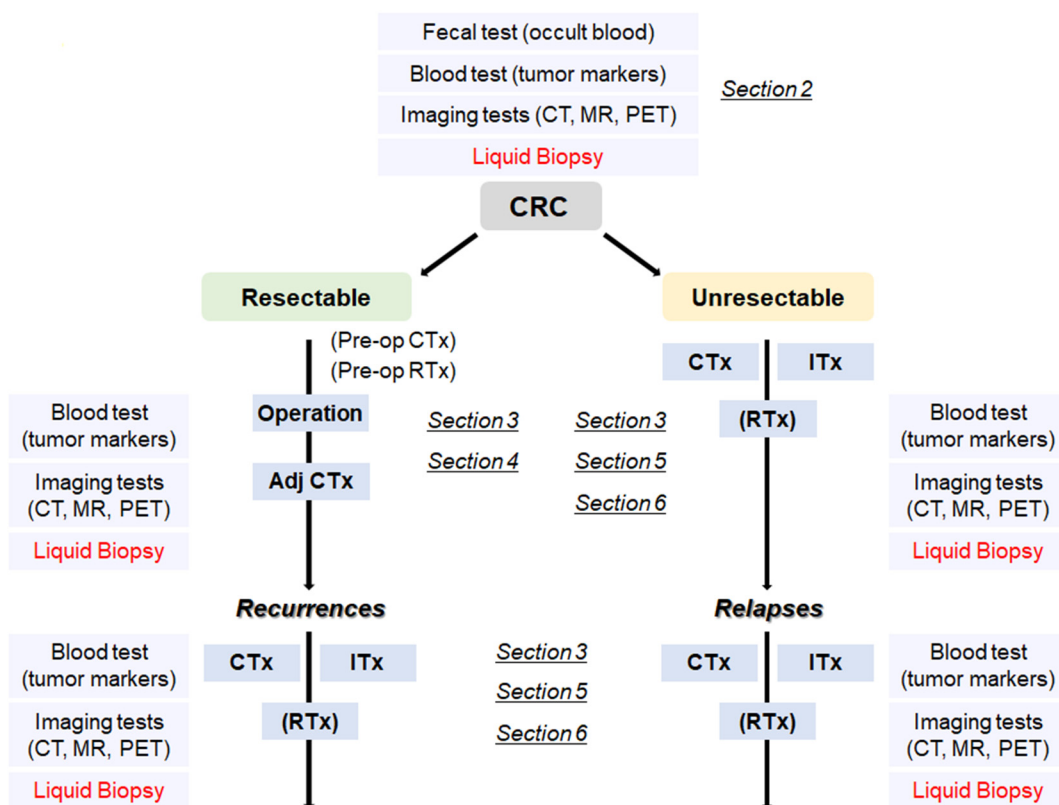 Fecal test (occult blood)
Blood test (tumor markers)
Section 2
Imaging tests (CT, MR, PET)
Liquid Biopsy
CRC
Resectable
Unresectable
(Pre-op CTx)
(Pre-op RTx)
CTx
ITx
Blood test
(tumor markers)
Operation
Section 3
Section 3
(RTx)
Blood test
(tumor markers)
Imaging tests
(CT, MR, PET)
Adj CTx
Section 4
Section 5
Imaging tests
(CT, MR, PET)
Section 6
Liquid Biopsy
Liquid Biopsy
Recurrences
Relapses
Blood test
(tumor markers)
CTx
ITx
Section 3
CTx
ITx
Blood test
(tumor markers)
Section 5
Imaging tests
(CT, MR, PET)
(RTx)
Section 6
(RTx)
Imaging tests
(CT, MR, PET)
Liquid Biopsy
Liquid Biopsy